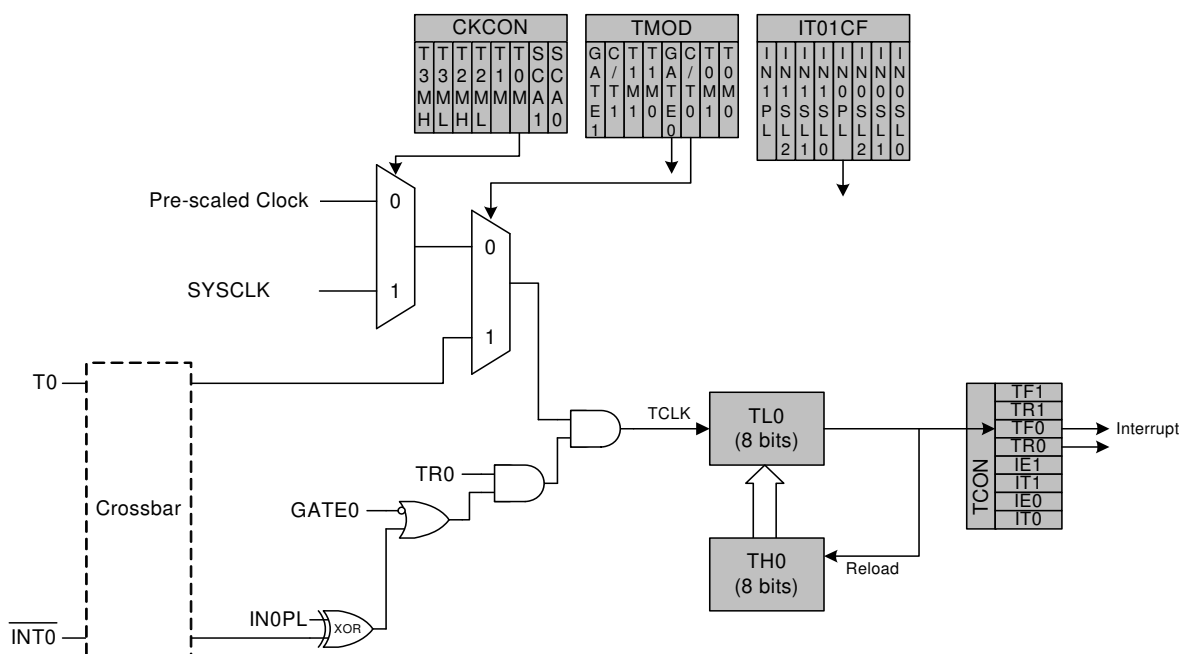 CKCON
T3MH T3ML T2MH T2ML T1M T0M SCA1 SCA0
TMOD
GATE1 C/T1 T1M1 T1M0 GATE0 C/T0 T0M1 T0M0
IT01CF
IN1PL IN1SL2 IN1SL1 IN1SL0 IN0PL IN0SL2 IN0SL1 IN0SL0
Pre-scaled Clock
0
SYSCLK
1
0
1
T0
Crossbar
INT0
TR0
GATE0
IN0PL
XOR
TCLK
TL0
(8 bits)
TH0
(8 bits)
Reload
TCON
TF1
TR1
TF0
TR0
IE1
IT1
IE0
IT0
Interrupt